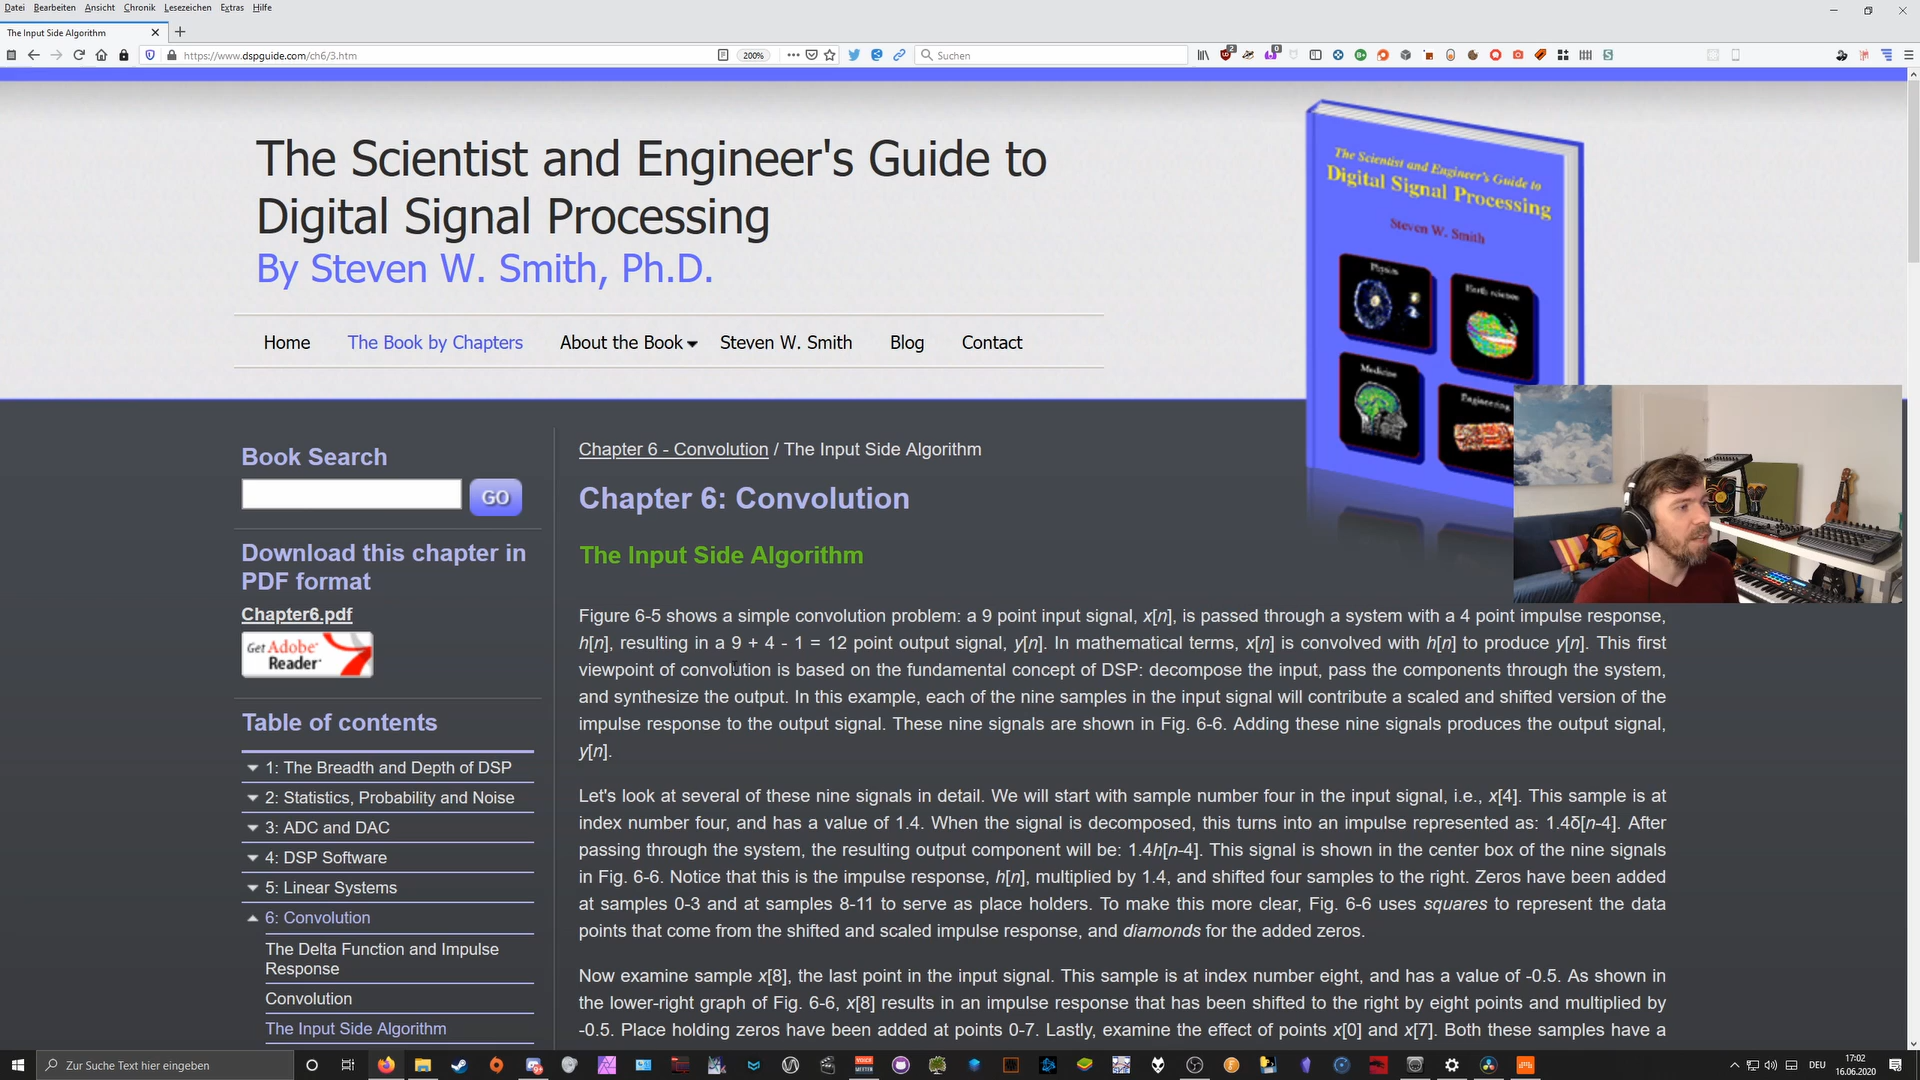 Datei Bearbeiten Ansicht Chronik Lesezeichen Extras Hilfe
The Input Side Algorithm
https://www.dspguide.com/ch6/3.htm
200%
Suchen
2
0
The Scientist and Engineer's Guide to
Digital Signal Processing
By Steven W. Smith, Ph.D.
Home The Book by Chapters About the Book Steven W. Smith Blog Contact
The Scientist and Engineer's Guide to
Digital Signal Processing
Steven W. Smith
Physics
Earth science
Medicine
Engineering
Book Search
GO
Download this chapter in
PDF format
Chapter6.pdf
Get Adobe
Reader
Table of contents
1: The Breadth and Depth of DSP
2: Statistics, Probability and Noise
3: ADC and DAC
4: DSP Software
5: Linear Systems
6: Convolution
The Delta Function and Impulse
Response
Convolution
The Input Side Algorithm
Chapter 6 - Convolution / The Input Side Algorithm
Chapter 6: Convolution
The Input Side Algorithm
Figure 6-5 shows a simple convolution problem: a 9 point input signal, x[n], is passed through a system with a 4 point impulse response,
h[n], resulting in a 9 + 4 - 1 = 12 point output signal, y[n]. In mathematical terms, x[n] is convolved with h[n] to produce y[n]. This first
viewpoint of convolution is based on the fundamental concept of DSP: decompose the input, pass the components through the system,
and synthesize the output. In this example, each of the nine samples in the input signal will contribute a scaled and shifted version of the
impulse response to the output signal. These nine signals are shown in Fig. 6-6. Adding these nine signals produces the output signal,
y[n].
Let's look at several of these nine signals in detail. We will start with sample number four in the input signal, i.e., x[4]. This sample is at
index number four, and has a value of 1.4. When the signal is decomposed, this turns into an impulse represented as: 1.4δ[n-4]. After
passing through the system, the resulting output component will be: 1.4h[n-4]. This signal is shown in the center box of the nine signals
in Fig. 6-6. Notice that this is the impulse response, h[n], multiplied by 1.4, and shifted four samples to the right. Zeros have been added
at samples 0-3 and at samples 8-11 to serve as place holders. To make this more clear, Fig. 6-6 uses squares to represent the data
points that come from the shifted and scaled impulse response, and diamonds for the added zeros.
Now examine sample x[8], the last point in the input signal. This sample is at index number eight, and has a value of -0.5. As shown in
the lower-right graph of Fig. 6-6, x[8] results in an impulse response that has been shifted to the right by eight points and multiplied by
-0.5. Place holding zeros have been added at points 0-7. Lastly, examine the effect of points x[0] and x[7]. Both these samples have a
Zur Suche Text hier eingeben
DEU
17:02
16.06.2020